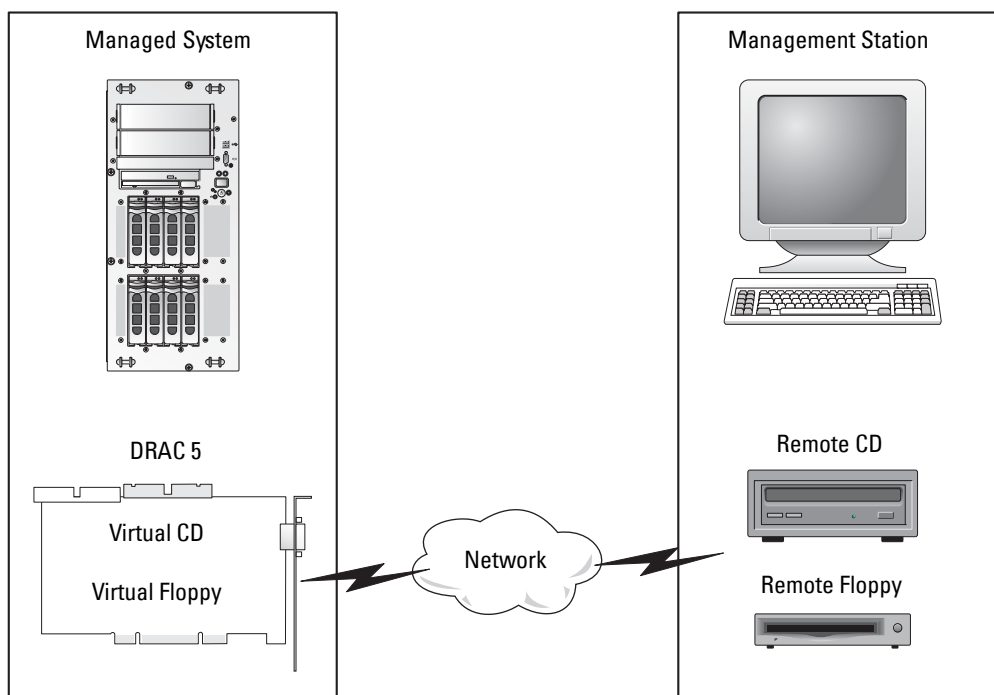 Managed System
Management Station
DRAC 5
Virtual CD
Virtual Floppy
Network
Remote CD
Remote Floppy